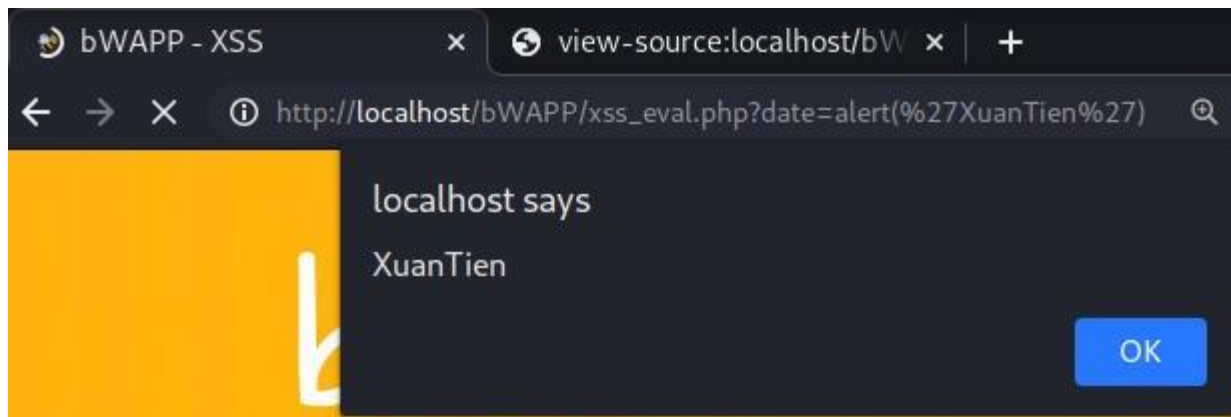 bWAPP - XSS
view-source:localhost/bW
http://localhost/bWAPP/xss_eval.php?date=alert(%27XuanTien%27)
localhost says
XuanTien
OK
b